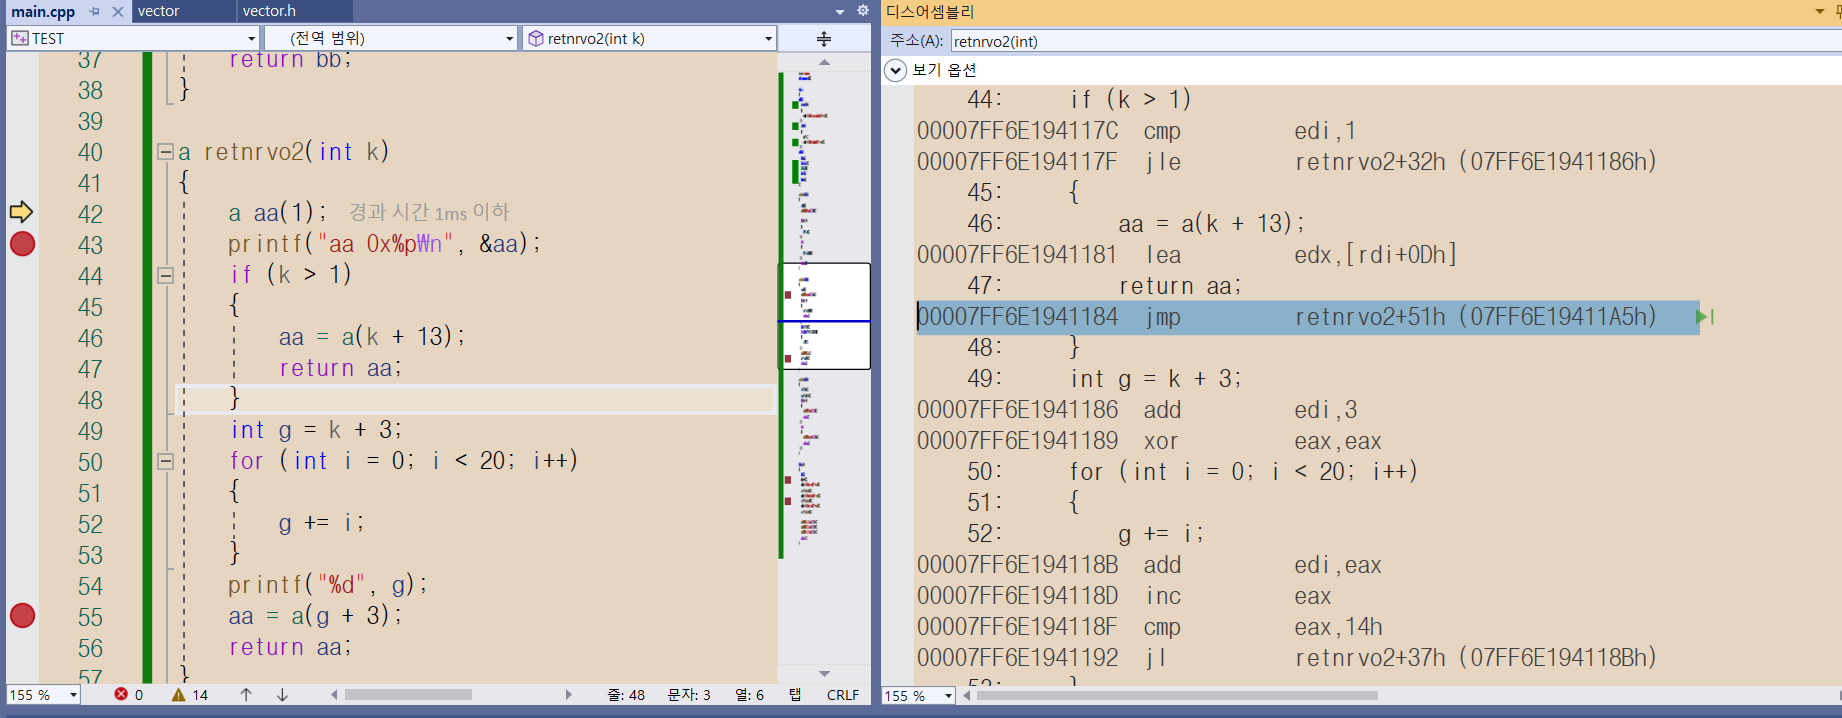 main.cpp vector vector.h
TEST (전역 범위) retnrvo2(int k)
37 return bb;
38 }
39
40 a retnrvo2(int k)
41 {
42 a aa(1); 경과 시간 1ms 이하
43 printf("aa 0x%p₩n", &aa);
44 if (k > 1)
45 {
46 aa = a(k + 13);
47 return aa;
48 }
49 int g = k + 3;
50 for (int i = 0; i < 20; i++)
51 {
52 g += i;
53 }
54 printf("%d", g);
55 aa = a(g + 3);
56 return aa;
57 }
155 % 0 14 줄: 48 문자: 3 열: 6 탭 CRLF
디스어셈블리
주소(A): retnrvo2(int)
보기 옵션
44: if (k > 1)
00007FF6E194117C cmp edi,1
00007FF6E194117F jle retnrvo2+32h (07FF6E1941186h)
45: {
46: aa = a(k + 13);
00007FF6E1941181 lea edx,[rdi+0Dh]
47: return aa;
00007FF6E1941184 jmp retnrvo2+51h (07FF6E19411A5h)
48: }
49: int g = k + 3;
00007FF6E1941186 add edi,3
00007FF6E1941189 xor eax,eax
50: for (int i = 0; i < 20; i++)
51: {
52: g += i;
00007FF6E194118B add edi,eax
00007FF6E194118D inc eax
00007FF6E194118F cmp eax,14h
00007FF6E1941192 jl retnrvo2+37h (07FF6E194118Bh)
53: }
155 %